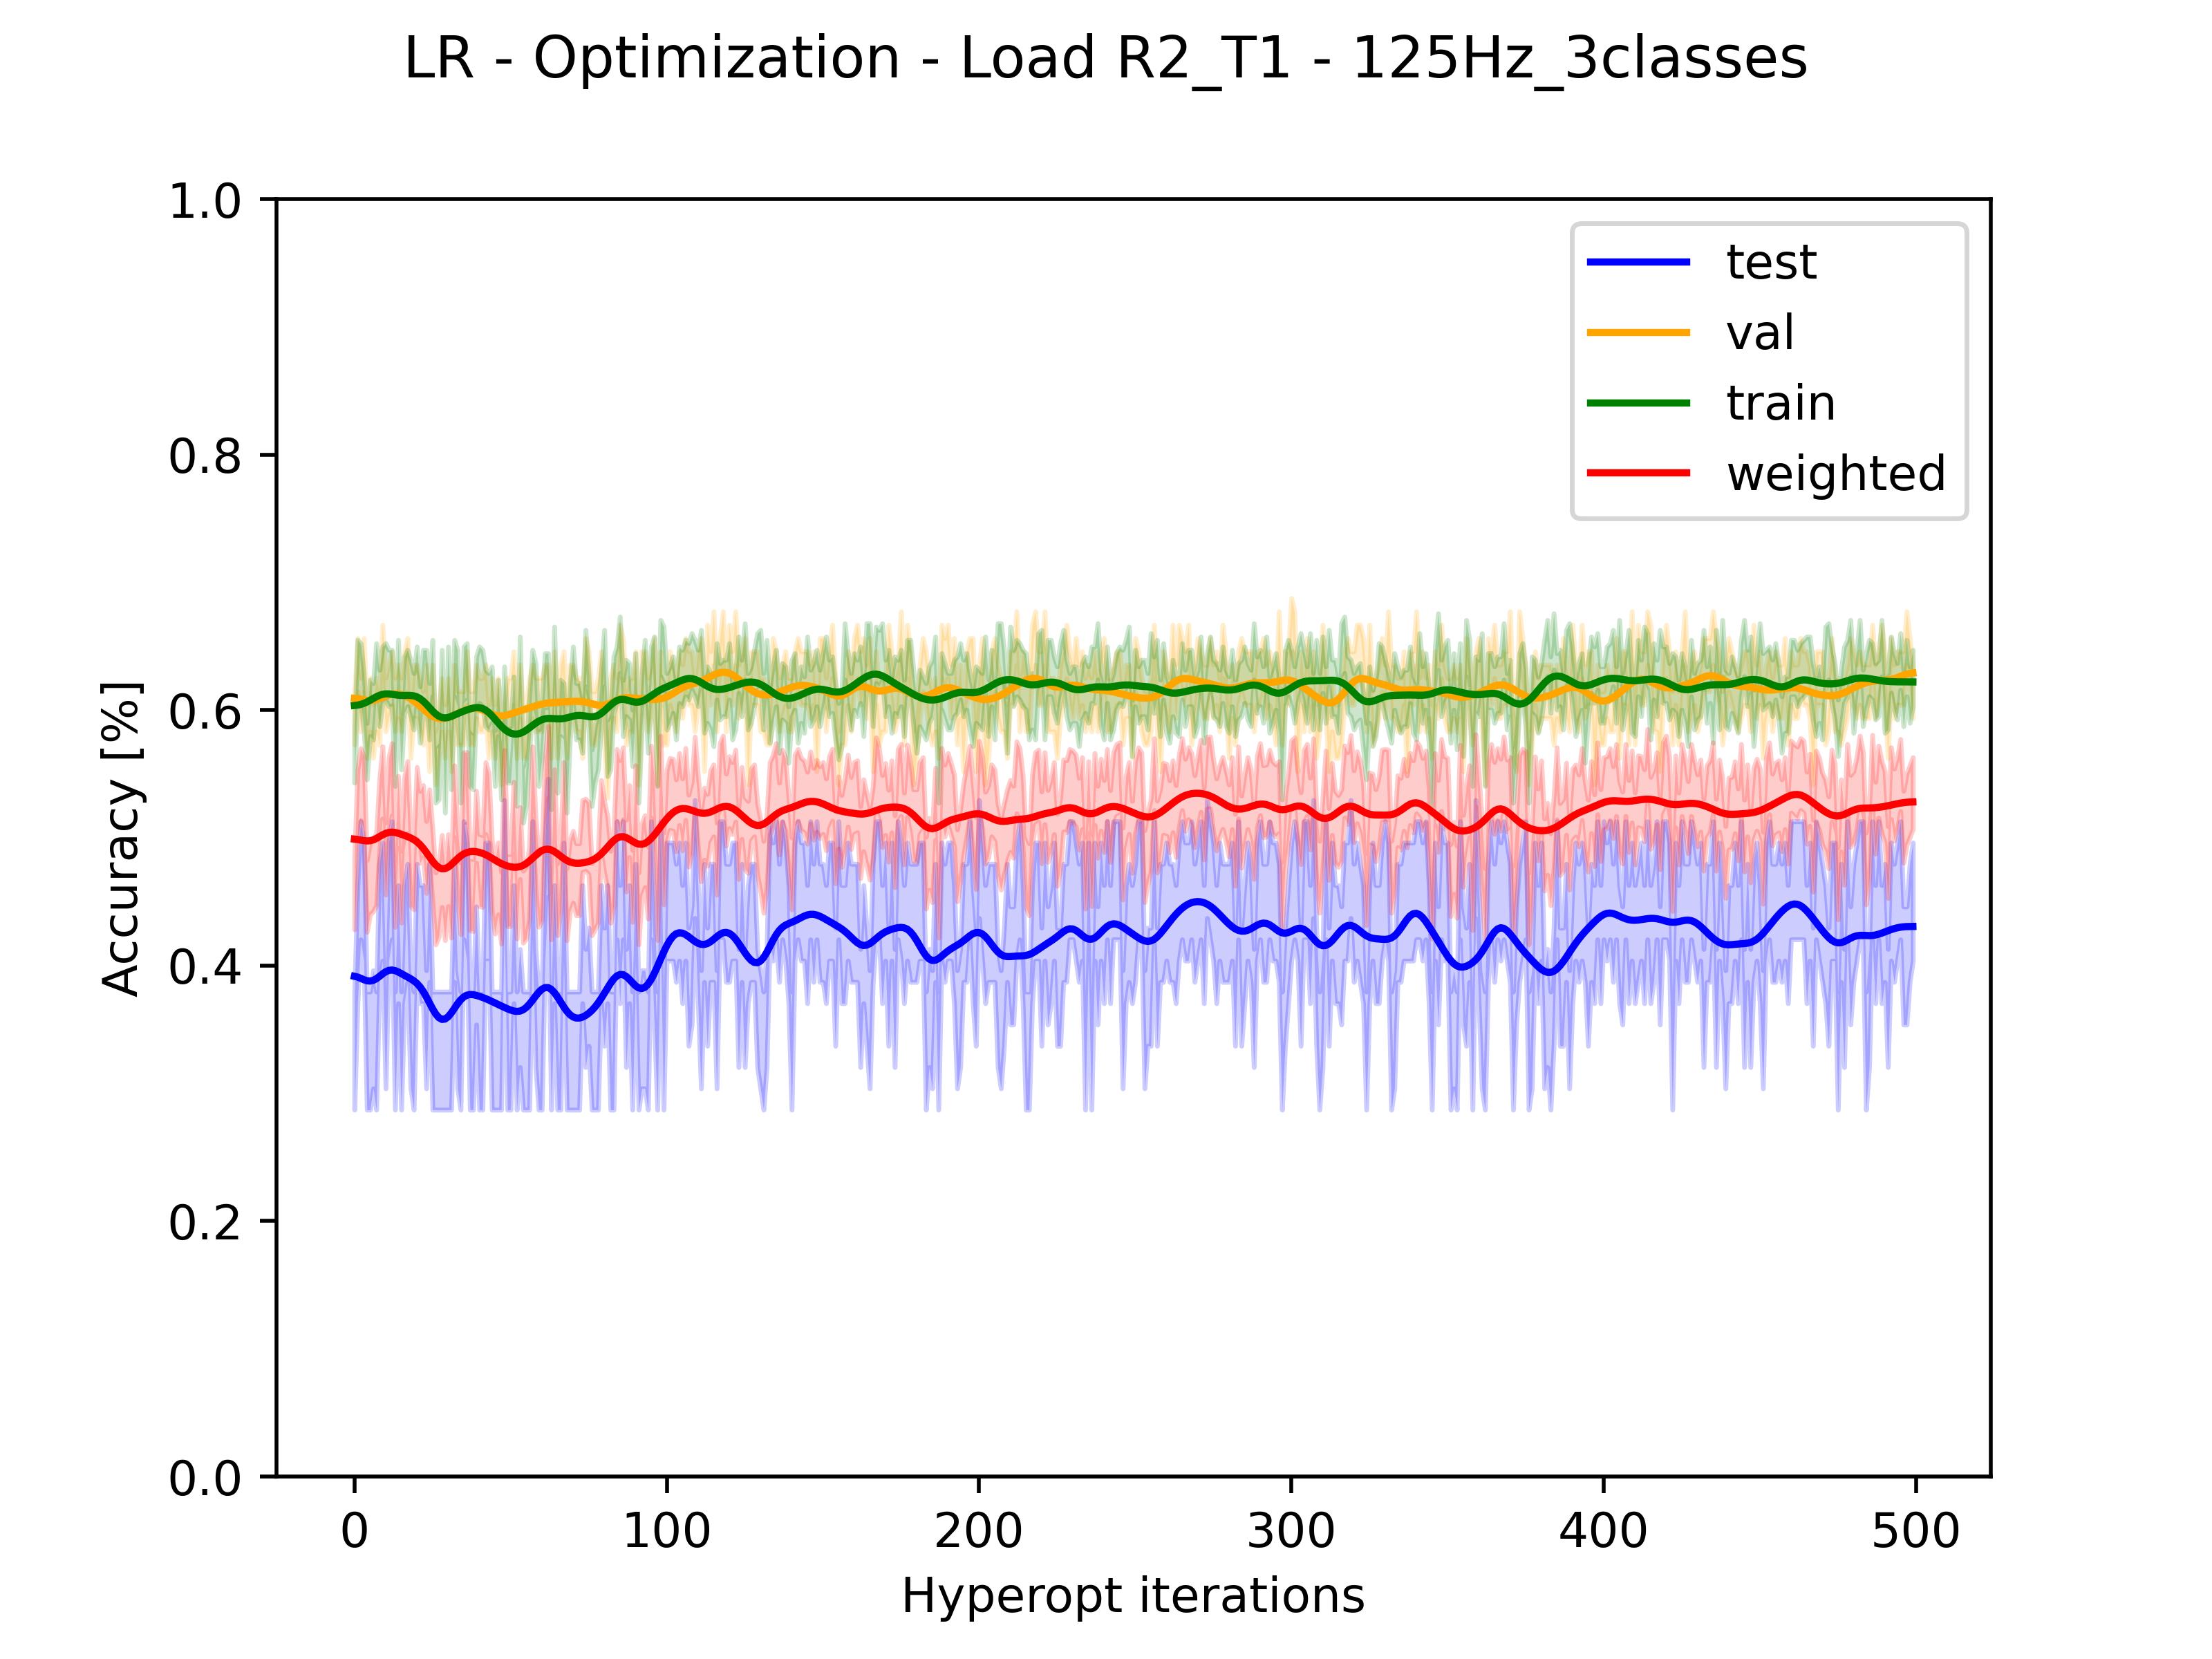 LR - Optimization - Load R2_T1 - 125Hz_3classes
1.0
0.8
0.6
0.4
0.2
0.0
Accuracy [%]
test
val
train
weighted
0 100 200 300 400 500
Hyperopt iterations